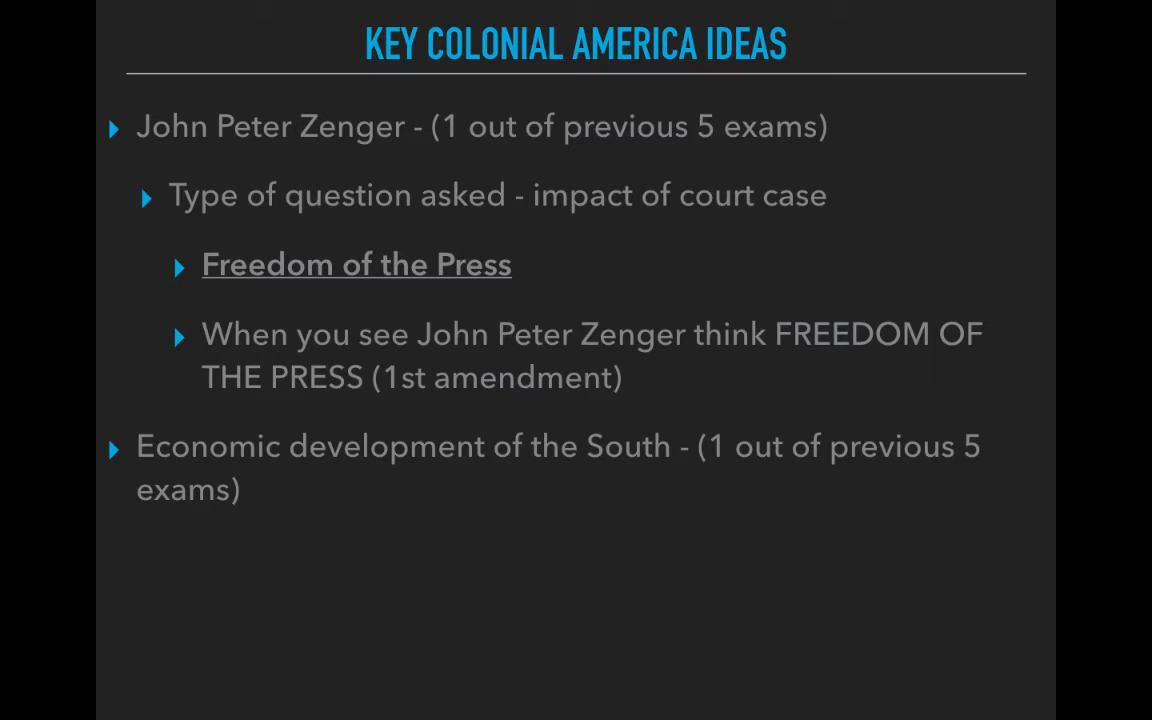 KEY COLONIAL AMERICA IDEAS
John Peter Zenger - (1 out of previous 5 exams)
Type of question asked - impact of court case
Freedom of the Press
When you see John Peter Zenger think FREEDOM OF
THE PRESS (1st amendment)
Economic development of the South - (1 out of previous 5
exams)